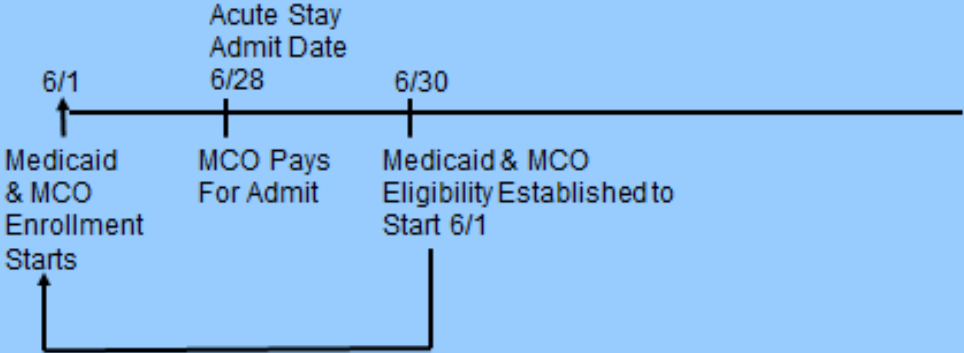 Acute Stay
Admit Date
6/1
6/28
6/30
Medicaid
& MCO
Enrollment
Starts
MCO Pays
For Admit
Medicaid & MCO
Eligibility Established to
Start 6/1